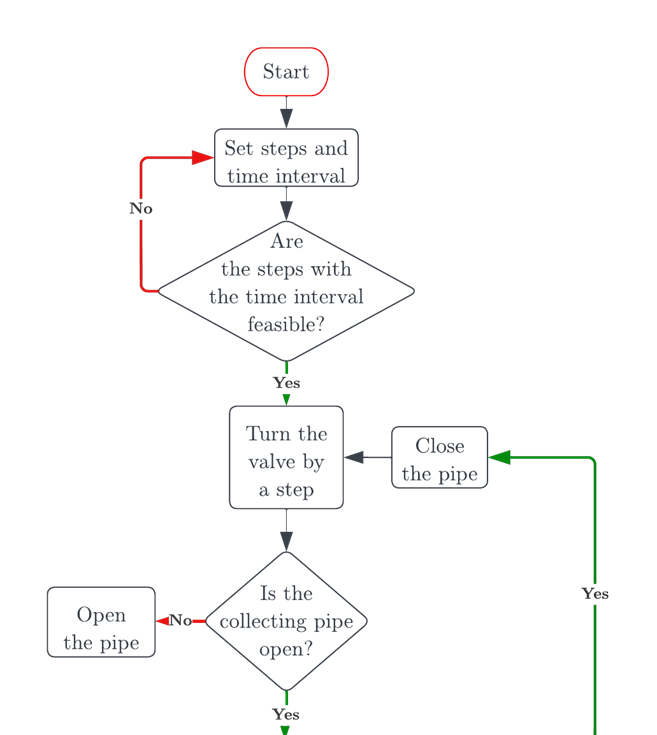 Start
Set steps and
time interval
No
Are
the steps with
the time interval
feasible?
Yes
Turn the
valve by
a step
Close
the pipe
Is the
collecting pipe
open?
No
Open
the pipe
Yes
Yes